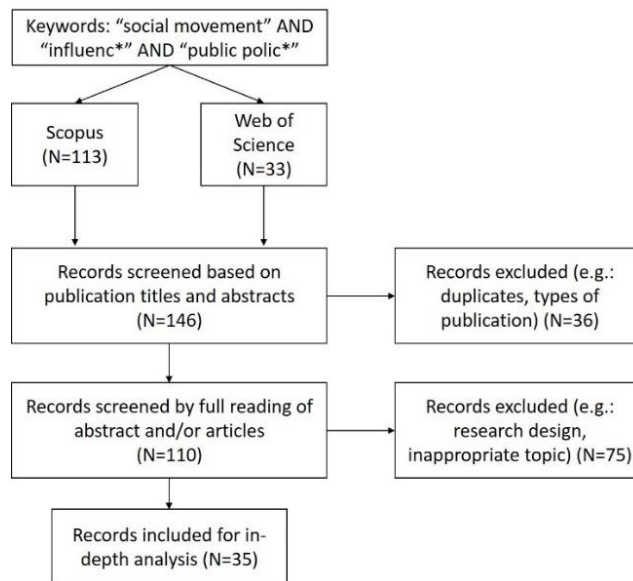 Keywords: “social movement” AND
“influenc*” AND “public polic*”
Scopus
(N=113)
Web of
Science
(N=33)
Records screened based on
publication titles and abstracts
(N=146)
Records excluded (e.g.:
duplicates, types of
publication) (N=36)
Records screened by full reading of
abstract and/or articles
(N=110)
Records excluded (e.g.:
research design,
inappropriate topic) (N=75)
Records included for in-
depth analysis (N=35)